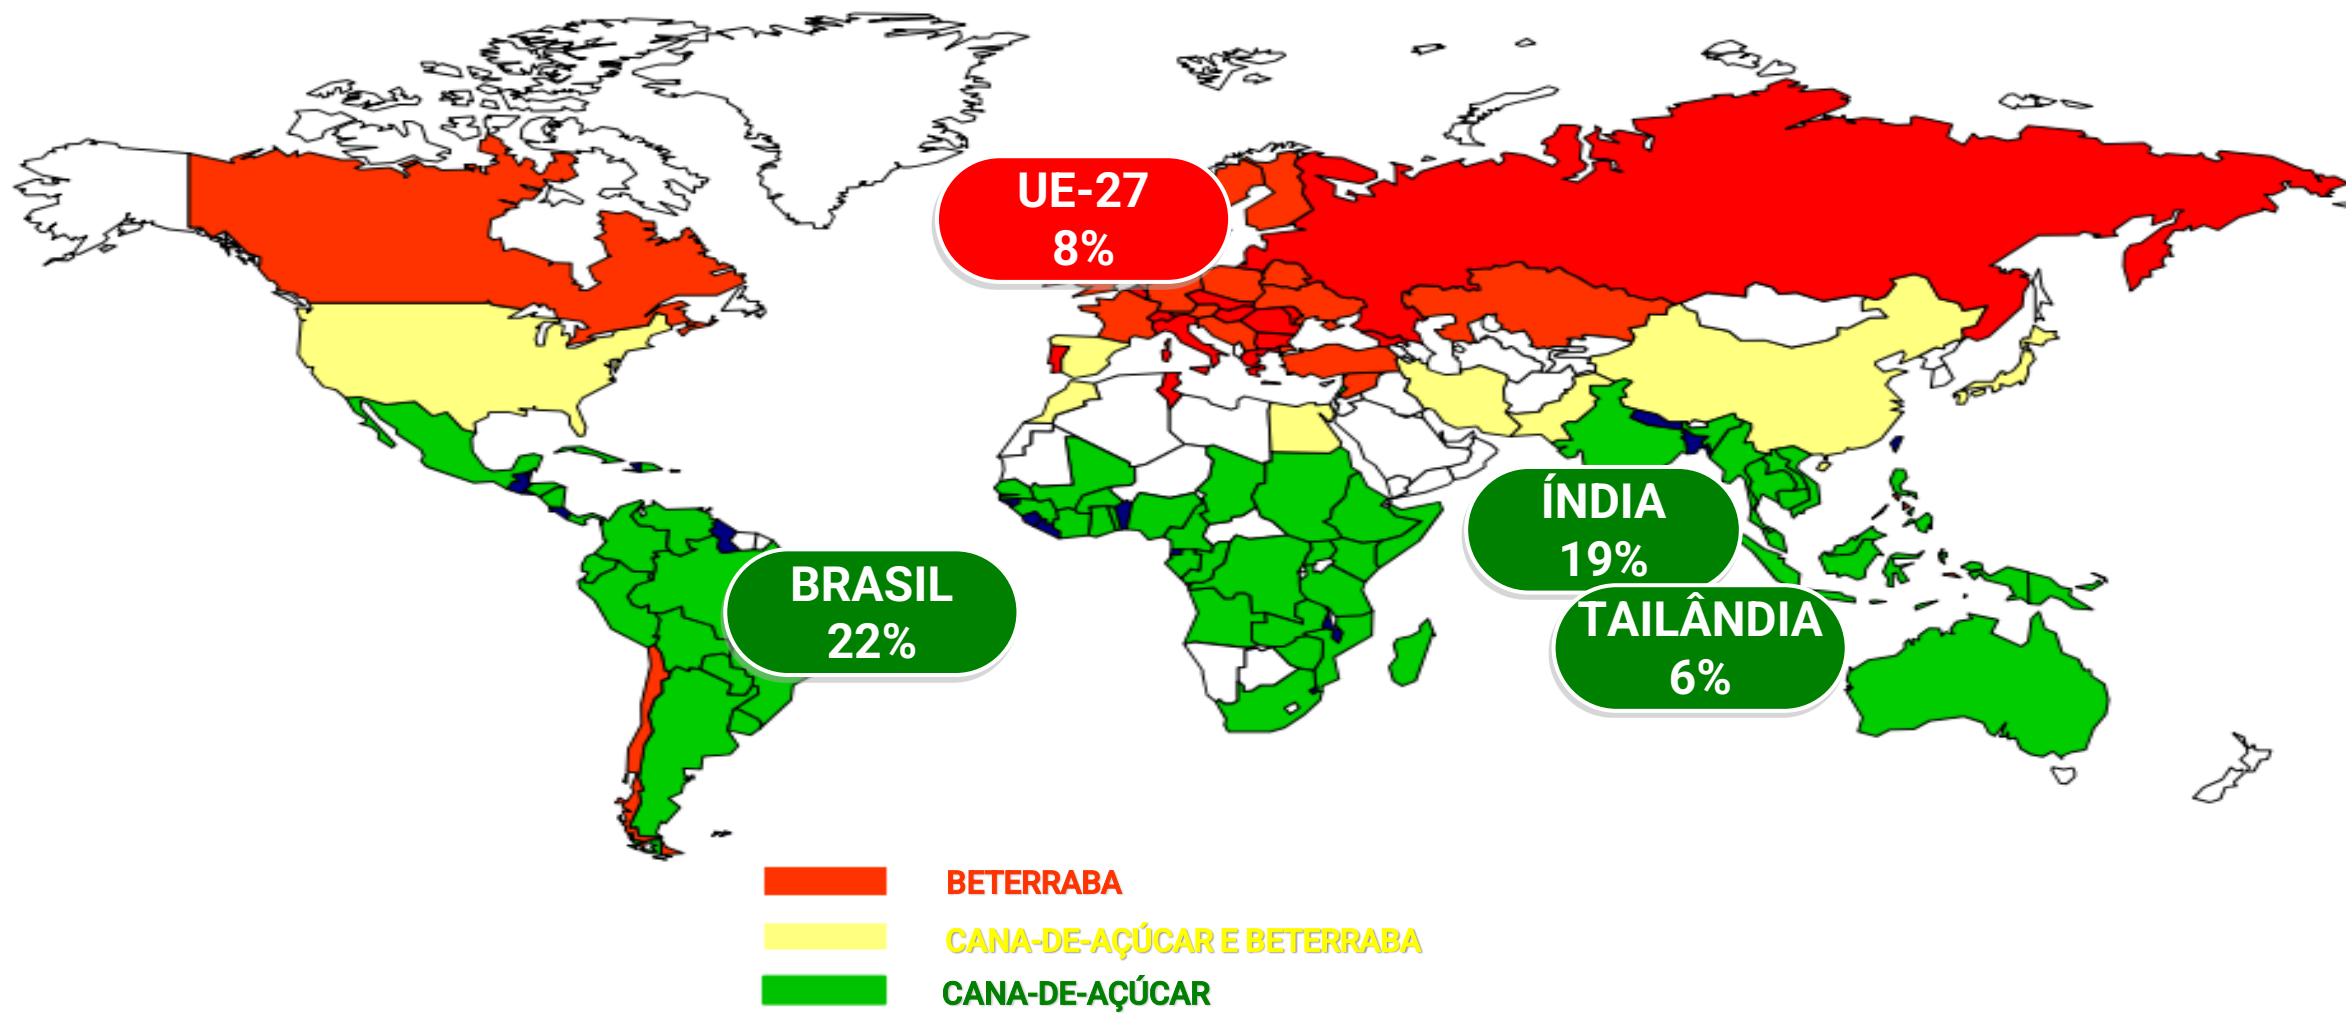 UE-27
8%
ÍNDIA
19%
BRASIL
22%
TAILÂNDIA
6%
BETERRABA
CANA-DE-AÇÚCAR E BETERRABA
CANA-DE-AÇÚCAR